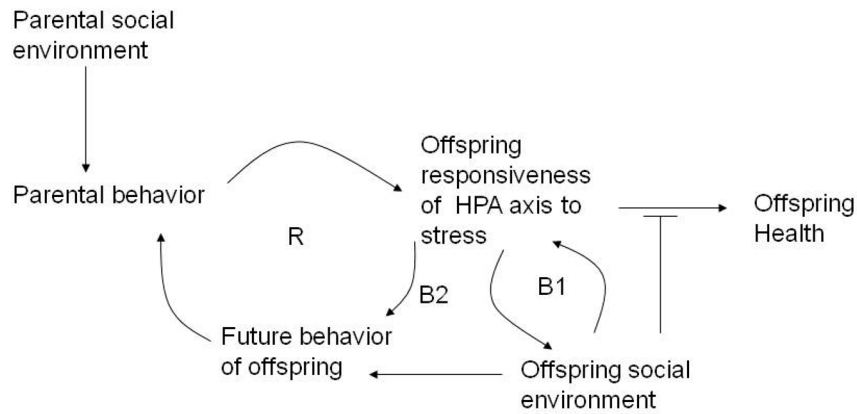 Parental social
environment
Parental behavior
Offspring
responsiveness
of HPA axis to
stress
Offspring
Health
R
B2
B1
Future behavior
of offspring
Offspring social
environment